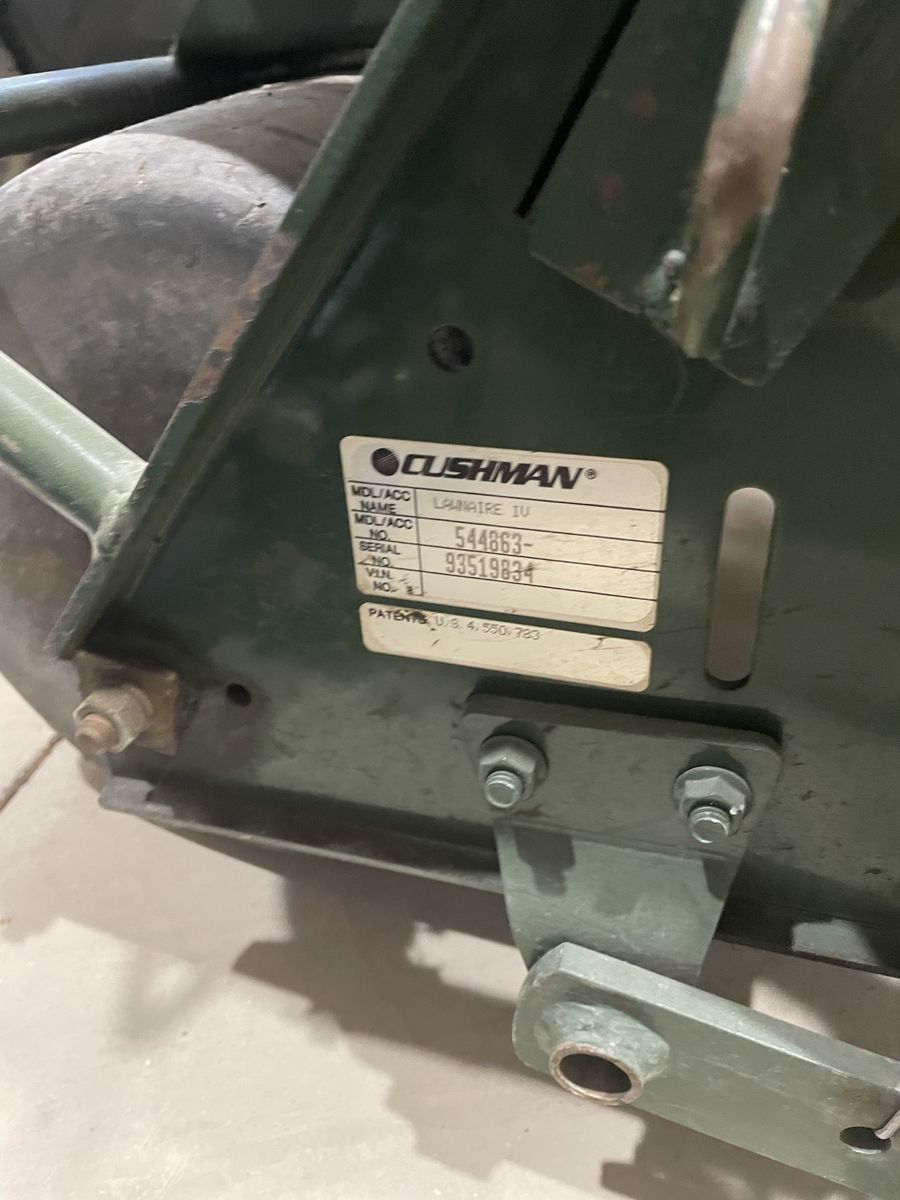 CUSHMAN®
MDL/ACC NAME LAWNAIRE IV
MDL/ACC NO. 544863-
SERIAL NO. 93519834
V.I.N. NO.
PATENTS U.S. 4,550,783